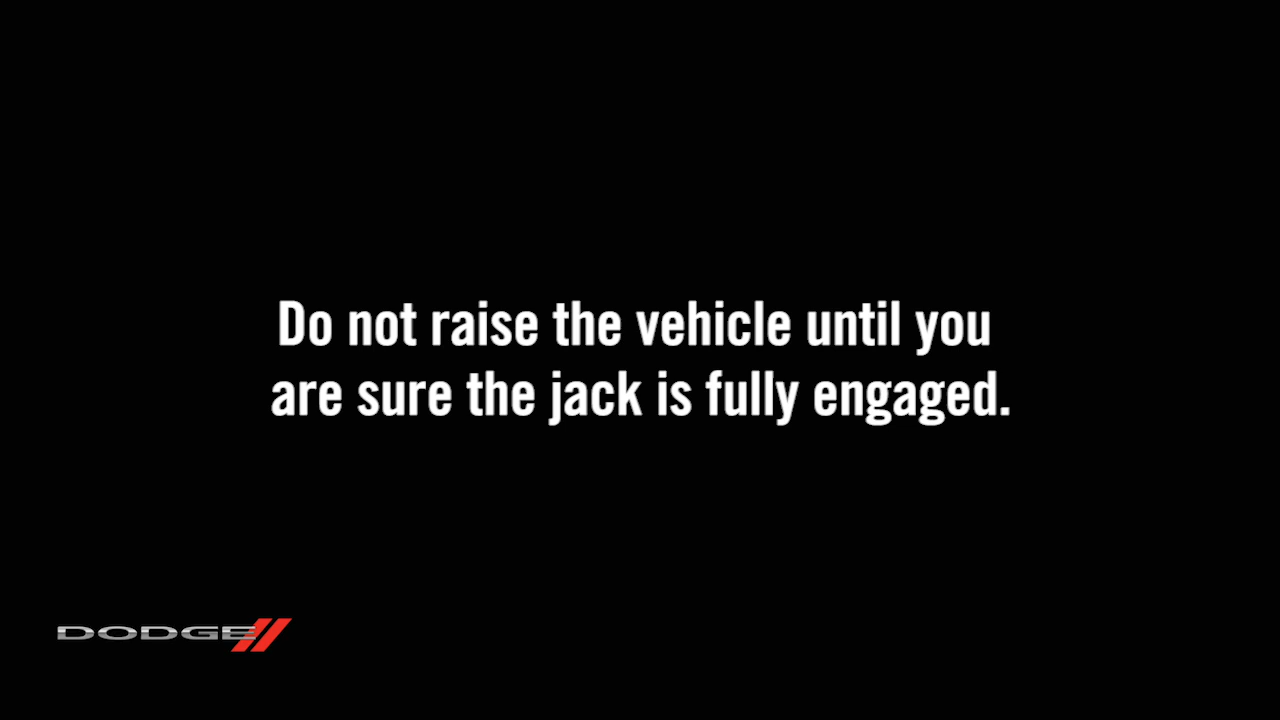 Do not raise the vehicle until you
are sure the jack is fully engaged.
DODGE